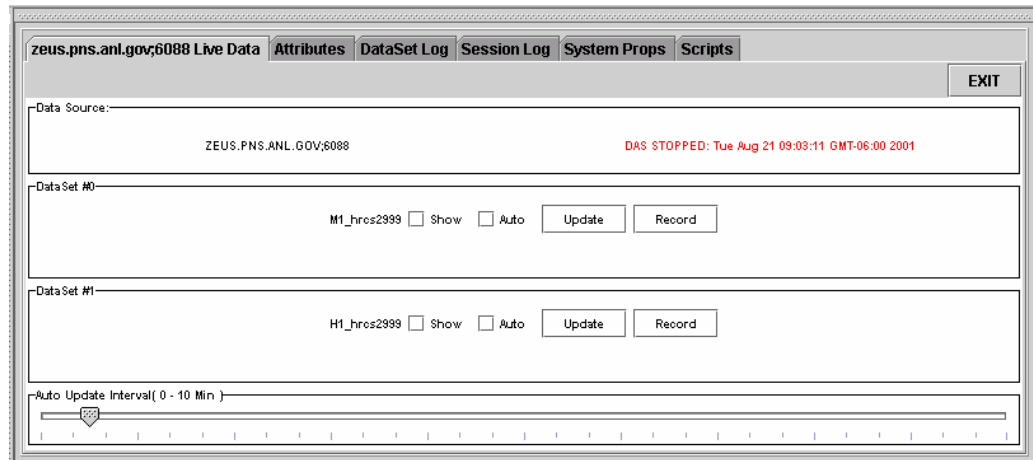 zeus.pns.anl.gov;6088 Live Data Attributes DataSet Log Session Log System Props Scripts
EXIT
Data Source:
ZEUS.PNS.ANL.GOV;6088 DAS STOPPED: Tue Aug 21 09:03:11 GMT-06:00 2001
DataSet #0
M1_hrcs2999 Show Auto Update Record
DataSet #1
H1_hrcs2999 Show Auto Update Record
Auto Update Interval( 0 - 10 Min )